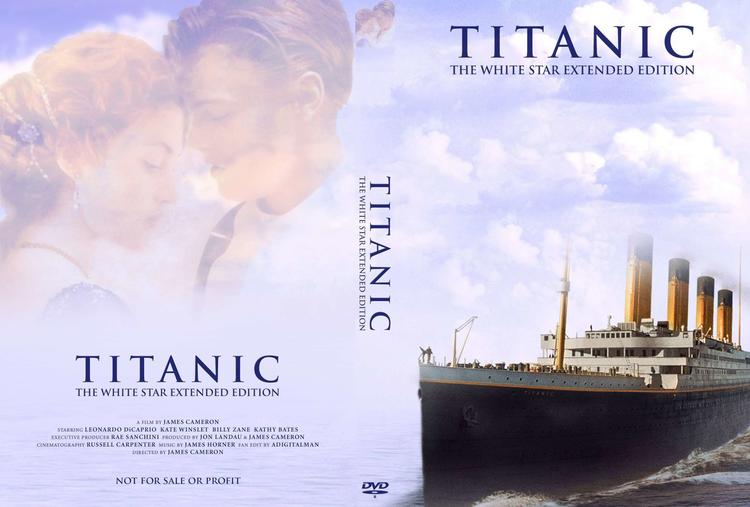 TITANIC
THE WHITE STAR EXTENDED EDITION
A FILM BY JAMES CAMERON
STARRING LEONARDO DiCAPRIO KATE WINSLET BILLY ZANE KATHY BATES
EXECUTIVE PRODUCER RAE SANCHINI PRODUCED BY JON LANDAU & JAMES CAMERON
CINEMATOGRAPHY RUSSELL CARPENTER MUSIC BY JAMES HORNER FAN EDIT BY ADIGITALMAN
DIRECTED BY JAMES CAMERON
NOT FOR SALE OR PROFIT
TITANIC
THE WHITE STAR EXTENDED EDITION
DVD
TITANIC
THE WHITE STAR EXTENDED EDITION
TITANIC